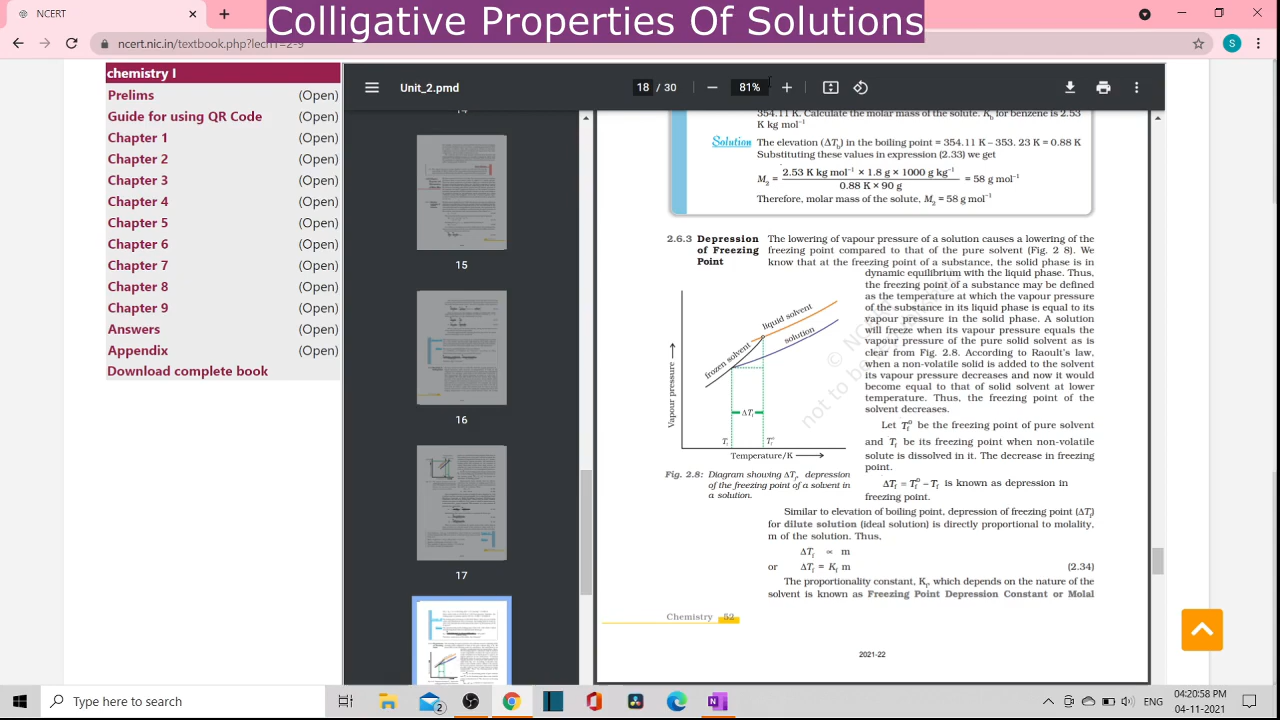 NCERT
Colligative Properties Of Solutions
ncert.nic.in/textbook.php?lech1=2-9
S
chemistry I
Prelims (Open)
Guide for using QR Code (Open)
Chapter 1 (Open)
Chapter 2 (Open)
Chapter 3 (Open)
Chapter 4 (Open)
Chapter 5 (Open)
Chapter 6 (Open)
Chapter 7 (Open)
Chapter 8 (Open)
Chapter 9 (Open)
Answers (Open)
Appendix (Open)
Download complete book
Unit_2.pmd
18 / 30
81%
15
16
17
354.11 K. Calculate the molar mass of the solute. Kb for benzene is 2.53
K kg mol–1
Solution The elevation (ΔTb) in the boiling point = 354.11 K – 353. 23 K = 0.88 K
Substituting these values in expression (2.33) we get
M2 = 2.53 K kg mol–1 × 1.8 g × 1000 g kg–1 / 0.88 K × 90 g = 58 g mol–1
Therefore, molar mass of the solute, M2 = 58 g mol–1
2.6.3 Depression of Freezing Point
The lowering of vapour pressure of a solution causes a lowering of the
freezing point compared to that of the pure solvent (Fig. 2 8). We
know that at the freezing point of a substance, the solid phase is in
dynamic equilibrium with the liquid phase. Thus,
the freezing point of a substance may be defined
as the temperature at which the vapour pressure
of the substance in its liquid phase is equal to its
vapour pressure in the solid phase. A solution
will freeze when its vapour pressure equals the
vapour pressure of the pure solid solvent as is
clear from Fig. 2.8. According to Raoult's law,
when a non-volatile solid is added to the solvent
its vapour pressure decreases and now it would
become equal to that of solid solvent at lower
temperature. Thus, the freezing point of the
solvent decreases.
Let Tf0 be the freezing point of pure solvent
and Tf be its freezing point when non-volatile
solute is dissolved in it. The decrease in freezing
point.
ΔTf = Tf0 – Tf is known as depression in
freezing point.
liquid solvent
solution
frozen solvent
Vapour pressure
ΔTf
Tf
Tf°
Temperature/K
Fig. 2.8: Diagram showing ΔTf, depression
of the freezing point of a solvent in
a solution.
not to be
Similar to elevation of boiling point, depression of freezing point (ΔTf)
for dilute solution (ideal solution) is directly proportional to molality,
m of the solution. Thus,
ΔTf ∝ m
or ΔTf = Kf m (2.34)
The proportionality constant, Kf, which depends on the nature of the
solvent is known as Freezing Point Depression Constant or Molal
Chemistry 52
2021-22
Type here to search
2
ENG
04:20:58 PM
04-11-2021